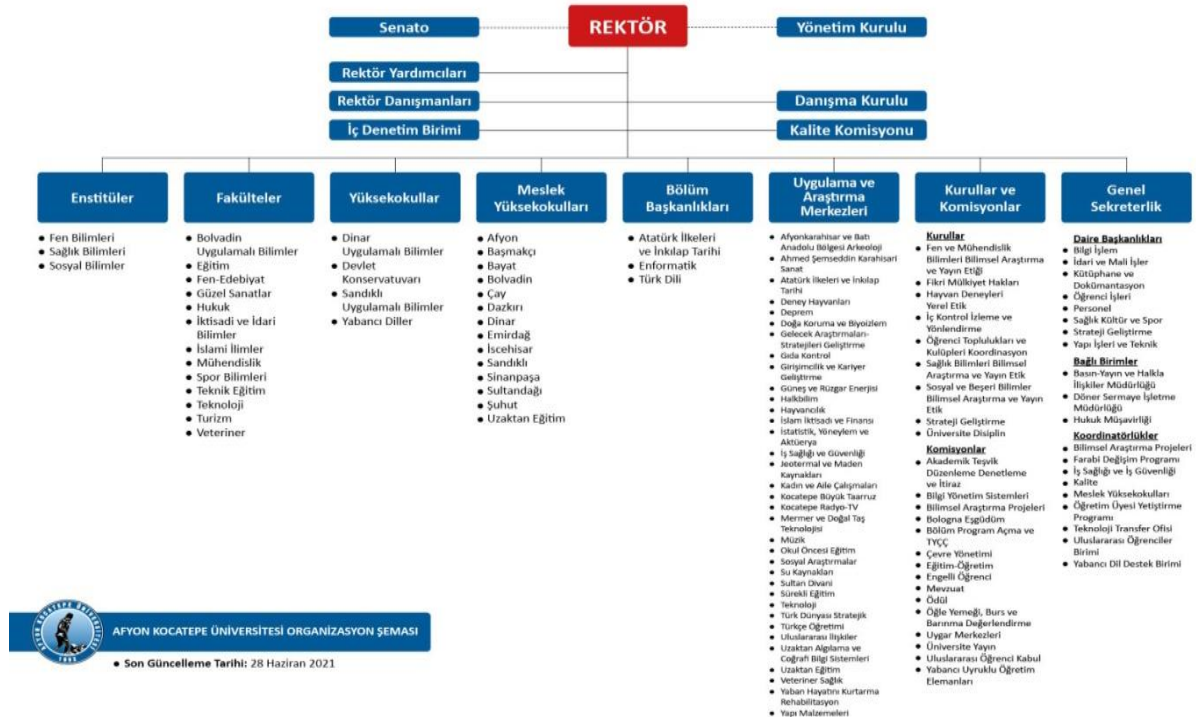 Senato
REKTÖR
Yönetim Kurulu
Rektör Yardımcıları
Rektör Danışmanları
Danışma Kurulu
İç Denetim Birimi
Kalite Komisyonu
Enstitüler
• Fen Bilimleri
• Sağlık Bilimleri
• Sosyal Bilimler
Fakülteler
• Bolvadin
Uygulamalı Bilimler
• Eğitim
• Fen-Edebiyat
• Güzel Sanatlar
• Hukuk
• İktisadi ve İdari
Bilimler
• İslami İlimler
• Mühendislik
• Spor Bilimleri
• Teknik Eğitim
• Teknoloji
• Turizm
• Veteriner
Yüksekokullar
• Dinar
Uygulamalı Bilimler
• Devlet
Konservatuvarı
• Sandıklı
Uygulamalı Bilimler
• Yabancı Diller
Meslek
Yüksekokulları
• Afyon
• Başmakçı
• Bayat
• Bolvadin
• Çay
• Dazkırı
• Dinar
• Emirdağ
• İscehisar
• Sandıklı
• Sinanpaşa
• Sultandağı
• Şuhut
• Uzaktan Eğitim
Bölüm
Başkanlıkları
• Atatürk İlkeleri
ve İnkılap Tarihi
• Enformatik
• Türk Dili
Uygulama ve
Araştırma
Merkezleri
• Afyonkarahisar ve Batı
Anadolu Bölgesi Arkeoloji
• Ahmed Şemseddin Karahisari
Sanat
• Atatürk İlkeleri ve İnkılap
Tarihi
• Deney Hayvanları
• Deprem
• Doğa Koruma ve Biyoizlem
• Gelecek Araştırmaları-
Stratejileri Geliştirme
• Gıda Kontrol
• Girişimcilik ve Kariyer
Geliştirme
• Güneş ve Rüzgar Enerjisi
• Halkbilim
• Hayvancılık
• İslam İktisadı ve Finansı
• İstatistik, Yöneylem ve
Aktüerya
• İş Sağlığı ve Güvenliği
• Jeotermal ve Maden
Kaynakları
• Kadın ve Aile Çalışmaları
• Kocatepe Büyük Taarruz
• Kocatepe Radyo-TV
• Mermer ve Doğal Taş
Teknolojisi
• Müzik
• Okul Öncesi Eğitim
• Sosyal Araştırmalar
• Su Kaynakları
• Sultan Divani
• Sürekli Eğitim
• Teknoloji
• Türk Dünyası Stratejik
• Türkçe Öğretimi
• Uluslararası İlişkiler
• Uzaktan Algılama ve
Coğrafi Bilgi Sistemleri
• Uzaktan Eğitim
• Veteriner Sağlık
• Yaban Hayatını Kurtarma
Rehabilitasyon
• Yapı Malzemeleri
Kurullar ve
Komisyonlar
Kurullar
• Fen ve Mühendislik
Bilimleri Bilimsel Araştırma
ve Yayın Etiği
• Fikri Mülkiyet Hakları
• Hayvan Deneyleri
Yerel Etik
• İç Kontrol İzleme ve
Yönlendirme
• Öğrenci Toplulukları ve
Kulüpleri Koordinasyon
• Sağlık Bilimleri Bilimsel
Araştırma ve Yayın Etik
• Sosyal ve Beşeri Bilimler
Bilimsel Araştırma ve Yayın
Etik
• Strateji Geliştirme
• Üniversite Disiplin
Komisyonlar
• Akademik Teşvik
Düzenleme Denetleme
ve İtiraz
• Bilgi Yönetim Sistemleri
• Bilimsel Araştırma Projeleri
• Bologna Eşgüdüm
• Bölüm Program Açma ve
TYÇÇ
• Çevre Yönetimi
• Eğitim-Öğretim
• Engelli Öğrenci
• Mevzuat
• Ödül
• Öğle Yemeği, Burs ve
Barınma Değerlendirme
• Uygar Merkezleri
• Üniversite Yayın
• Uluslararası Öğrenci Kabul
• Yabancı Uyruklu Öğretim
Elemanları
Genel
Sekreterlik
Daire Başkanlıkları
• Bilgi İşlem
• İdari ve Mali İşler
• Kütüphane ve
Dokümantasyon
• Öğrenci İşleri
• Personel
• Sağlık Kültür ve Spor
• Strateji Geliştirme
• Yapı İşleri ve Teknik
Bağlı Birimler
• Basın-Yayın ve Halkla
İlişkiler Müdürlüğü
• Döner Sermaye İşletme
Müdürlüğü
• Hukuk Müşavirliği
Koordinatörlükler
• Bilimsel Araştırma Projeleri
• Farabi Değişim Programı
• İş Sağlığı ve İş Güvenliği
• Kalite
• Meslek Yüksekokulları
• Öğretim Üyesi Yetiştirme
Programı
• Teknoloji Transfer Ofisi
• Uluslararası Öğrenciler
Birimi
• Yabancı Dil Destek Birimi
AFYON KOCATEPE ÜNİVERSİTESİ
1992
AFYON KOCATEPE ÜNİVERSİTESİ ORGANİZASYON ŞEMASI
• Son Güncelleme Tarihi: 28 Haziran 2021